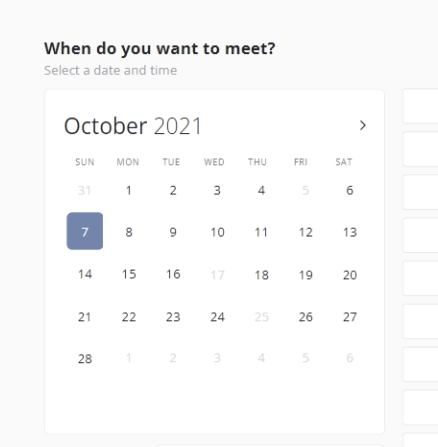 When do you want to meet?
Select a date and time
October 2021
SUN MON TUE WED THU FRI SAT
31 1 2 3 4 5 6
7 8 9 10 11 12 13
14 15 16 17 18 19 20
21 22 23 24 25 26 27
28 1 2 3 4 5 6